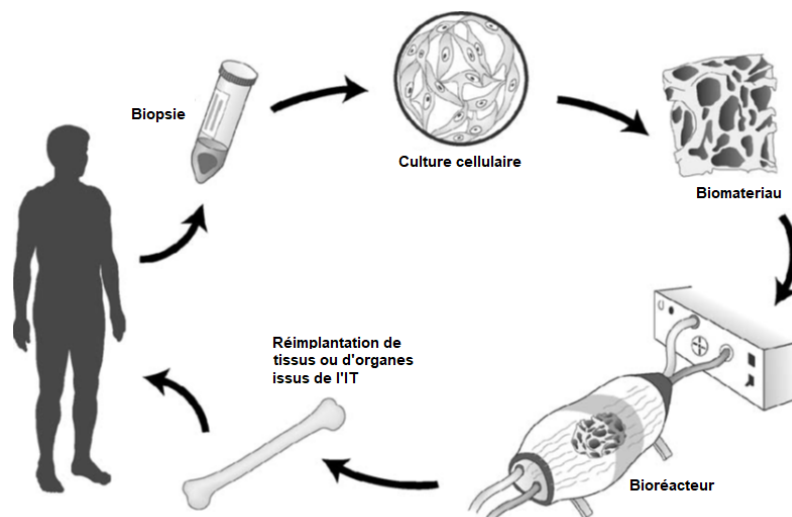 Biopsie
Culture cellulaire
Biomateriau
Bioréacteur
Réimplantation de
tissus ou d'organes
issus de l'IT